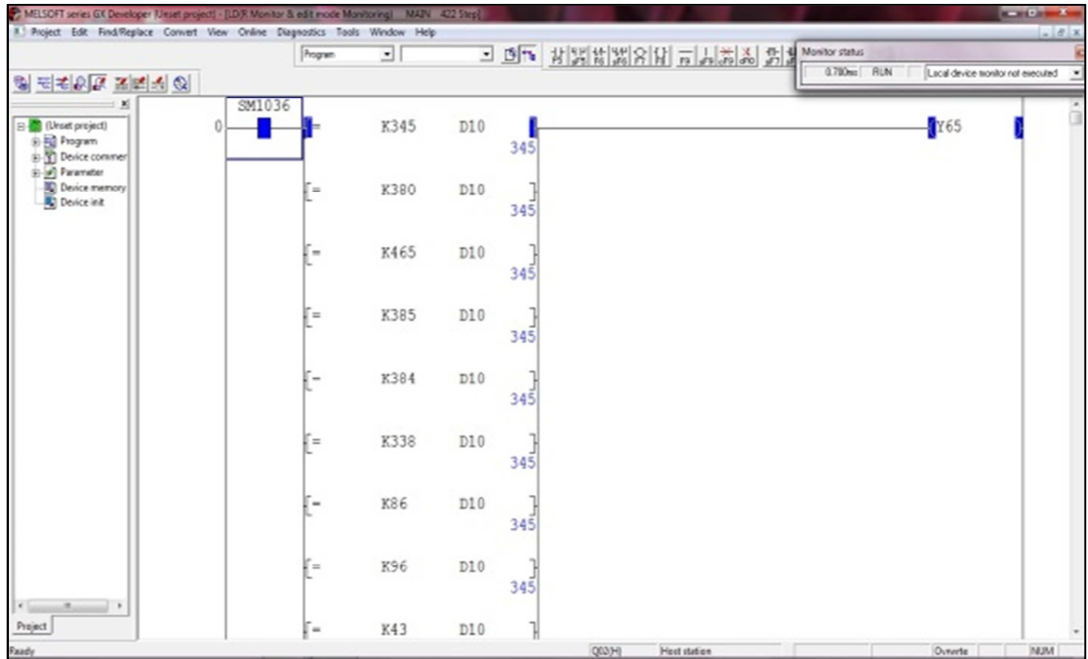 MELSOFT series GX Developer (Unset project) - [LD(R Monitor & edit mode Monitoring) MAIN 422 Step]
Project Edit Find/Replace Convert View Online Diagnostics Tools Window Help
Program
Monitor status
0.700ms RUN Local device monitor not executed
(Unset project)
Program
Device commer
Parameter
Device memory
Device init
Project
SM1036
0 = K345 D10 Y65
345
[= K380 D10 ]
345
[= K465 D10 ]
345
[= K385 D10 ]
345
[= K384 D10 ]
345
[= K338 D10 ]
345
[= K86 D10 ]
345
[= K96 D10 ]
345
[= K43 D10 ]
Ready Q02(H) Host station Ovrwrte NUM